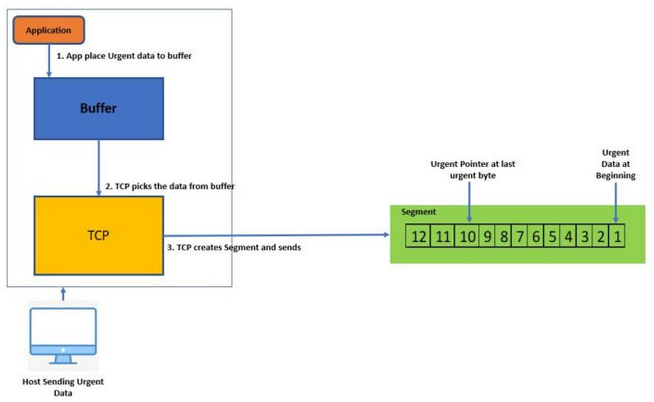 Application
1. App place Urgent data to buffer
Buffer
2. TCP picks the data from buffer
TCP
3. TCP creates Segment and sends
Host Sending Urgent
Data
Urgent Pointer at last
urgent byte
Urgent
Data at
Beginning
Segment
12 11 10 9 8 7 6 5 4 3 2 1